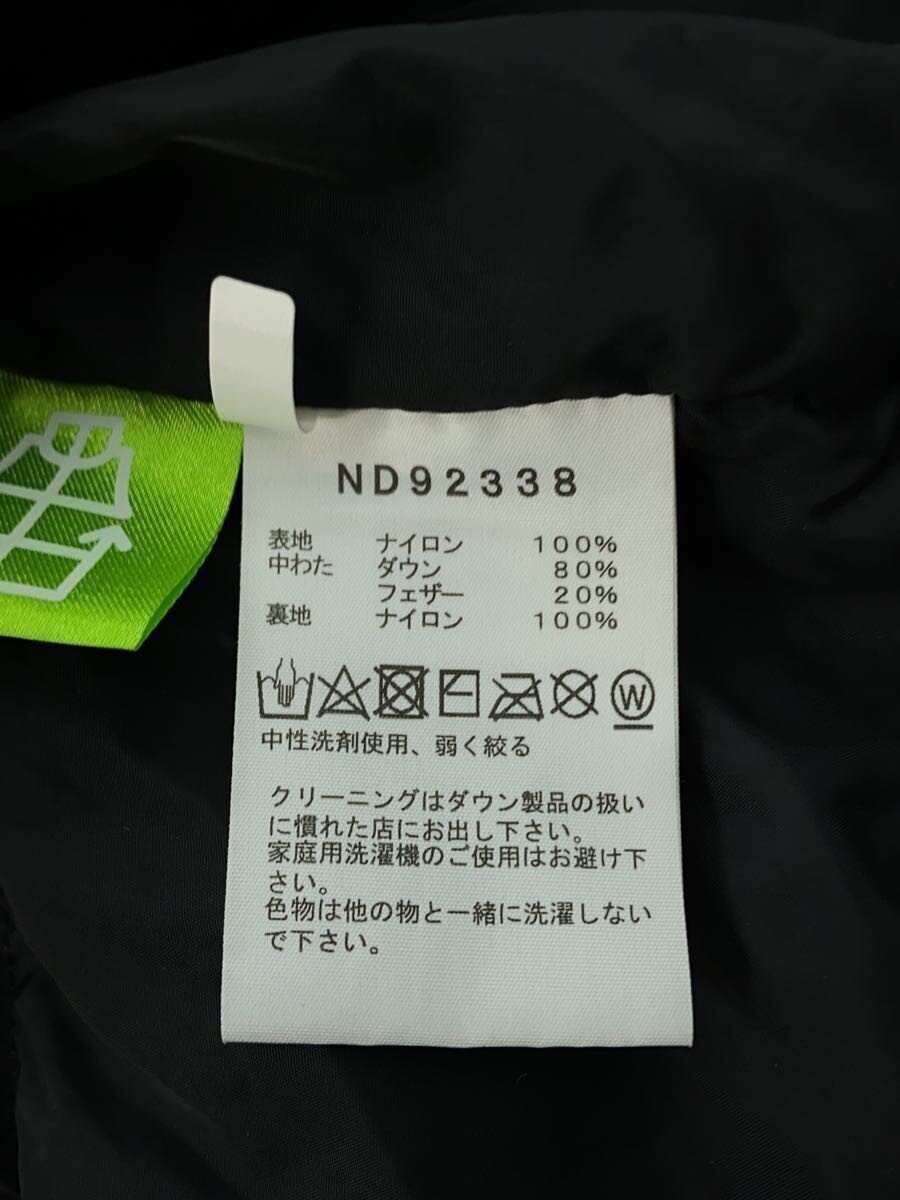 ND92338
表地 ナイロン 100%
中わた ダウン 80%
フェザー 20%
裏地 ナイロン 100%
W
中性洗剤使用、弱く絞る
クリーニングはダウン製品の扱い
に慣れた店にお出し下さい。
家庭用洗濯機のご使用はお避け下
さい。
色物は他の物と一緒に洗濯しない
で下さい。